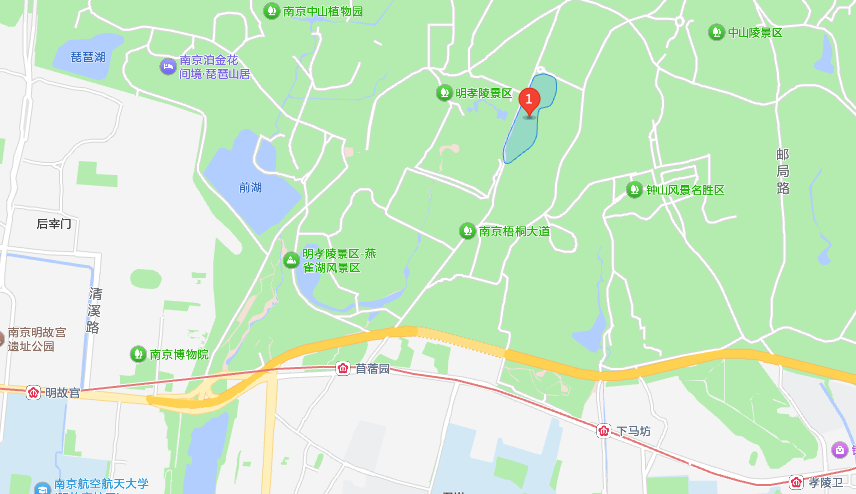 南京中山植物园
中山陵景区
琵琶湖
南京泊金花
间境·琵琶山居
明孝陵景区
1
邮局路
前湖
钟山风景名胜区
后宰门
南京梧桐大道
明孝陵景区-燕
雀湖风景区
清溪路
南京明故宫
遗址公园
南京博物院
苜蓿园
明故宫
下马坊
南京航空航天大学
孝陵卫